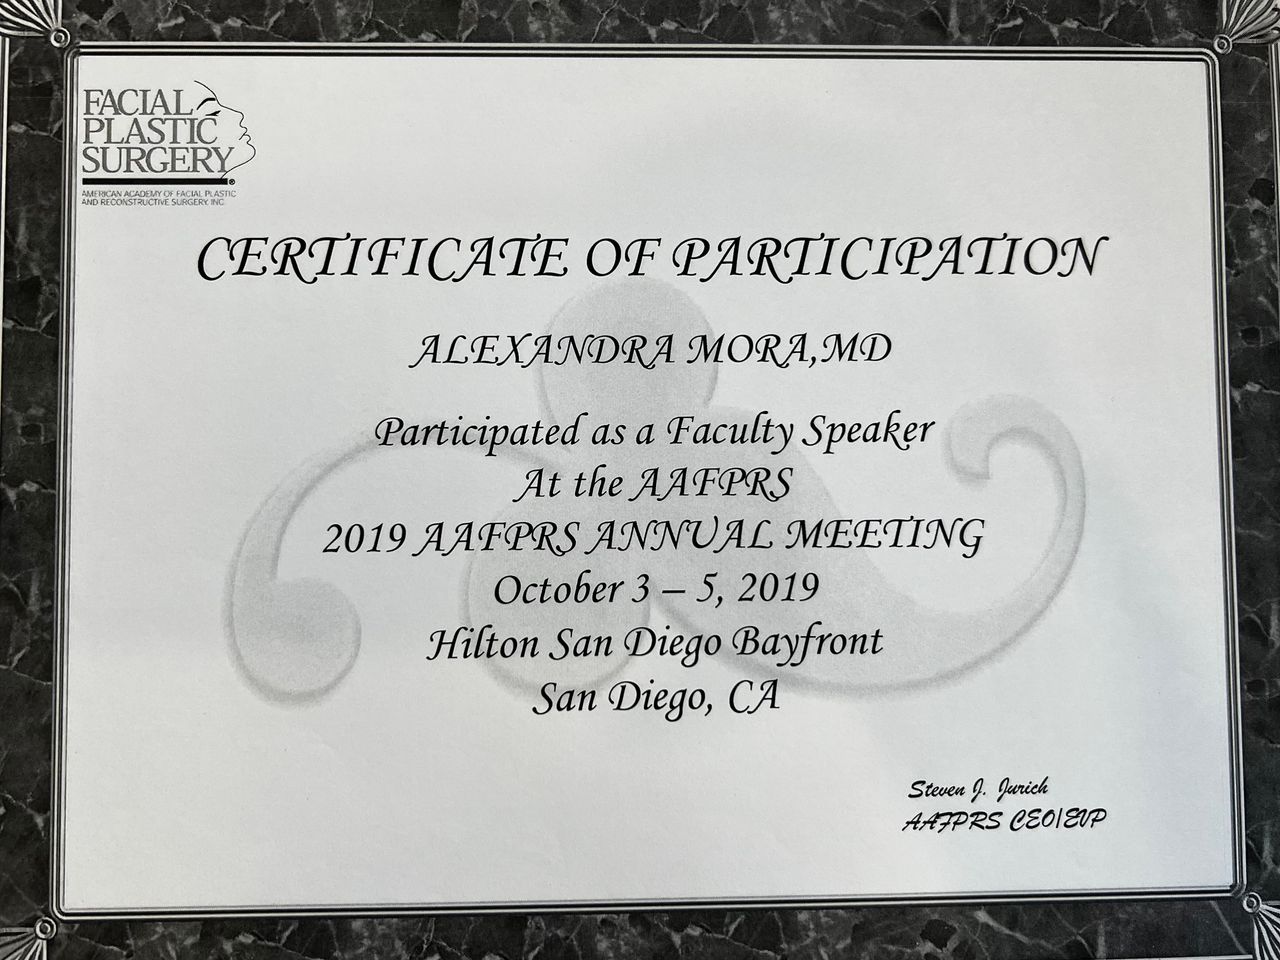 FACIAL
PLASTIC
SURGERY®
AMERICAN ACADEMY OF FACIAL PLASTIC
AND RECONSTRUCTIVE SURGERY, INC.
CERTIFICATE OF PARTICIPATION
ALEXANDRA MORA,MD
Participated as a Faculty Speaker
At the AAFPRS
2019 AAFPRS ANNUAL MEETING
October 3 – 5, 2019
Hilton San Diego Bayfront
San Diego, CA
Steven J. Jurich
AAFPRS CEO/EVP